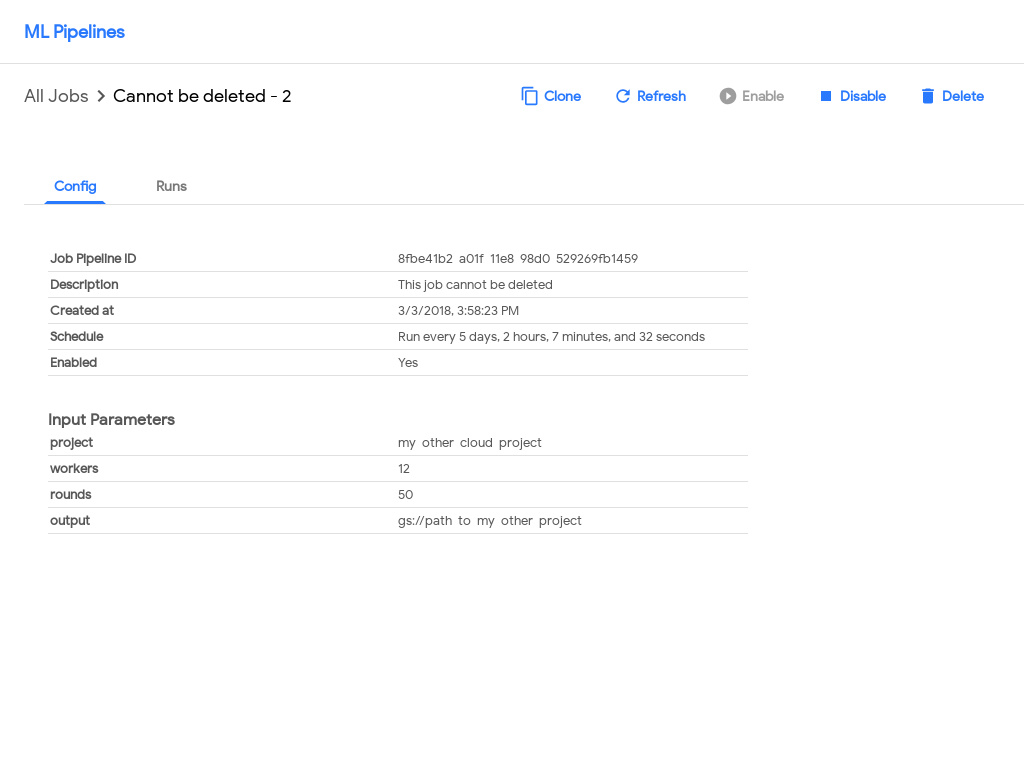 ML Pipelines
All Jobs > Cannot be deleted - 2 Clone Refresh Enable Disable Delete
Config Runs
Job Pipeline ID 8fbe41b2 a01f 11e8 98d0 529269fb1459
Description This job cannot be deleted
Created at 3/3/2018, 3:58:23 PM
Schedule Run every 5 days, 2 hours, 7 minutes, and 32 seconds
Enabled Yes
Input Parameters
project my other cloud project
workers 12
rounds 50
output gs://path to my other project